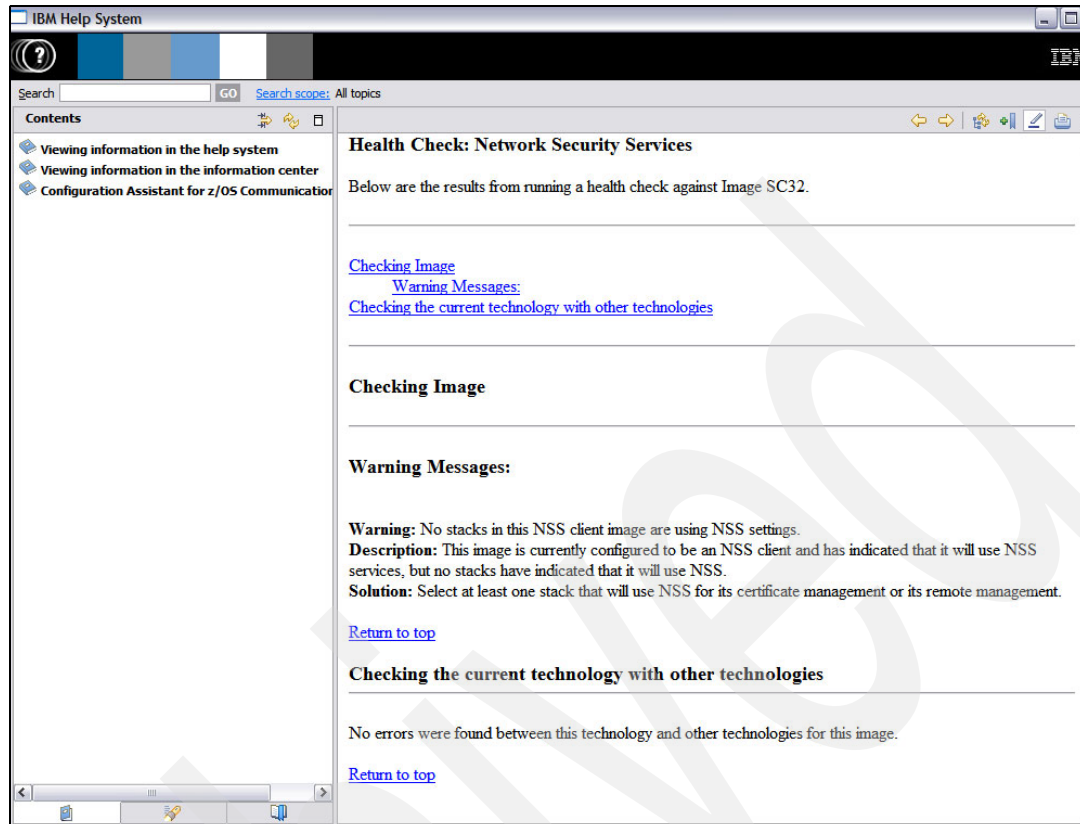 IBM Help System
IBM
Search GO Search scope: All topics
Contents
Viewing information in the help system
Viewing information in the information center
Configuration Assistant for z/OS Communication
Health Check: Network Security Services
Below are the results from running a health check against Image SC32.
Checking Image
Warning Messages:
Checking the current technology with other technologies
Checking Image
Warning Messages:
Warning: No stacks in this NSS client image are using NSS settings.
Description: This image is currently configured to be an NSS client and has indicated that it will use NSS
services, but no stacks have indicated that it will use NSS.
Solution: Select at least one stack that will use NSS for its certificate management or its remote management.
Return to top
Checking the current technology with other technologies
No errors were found between this technology and other technologies for this image.
Return to top